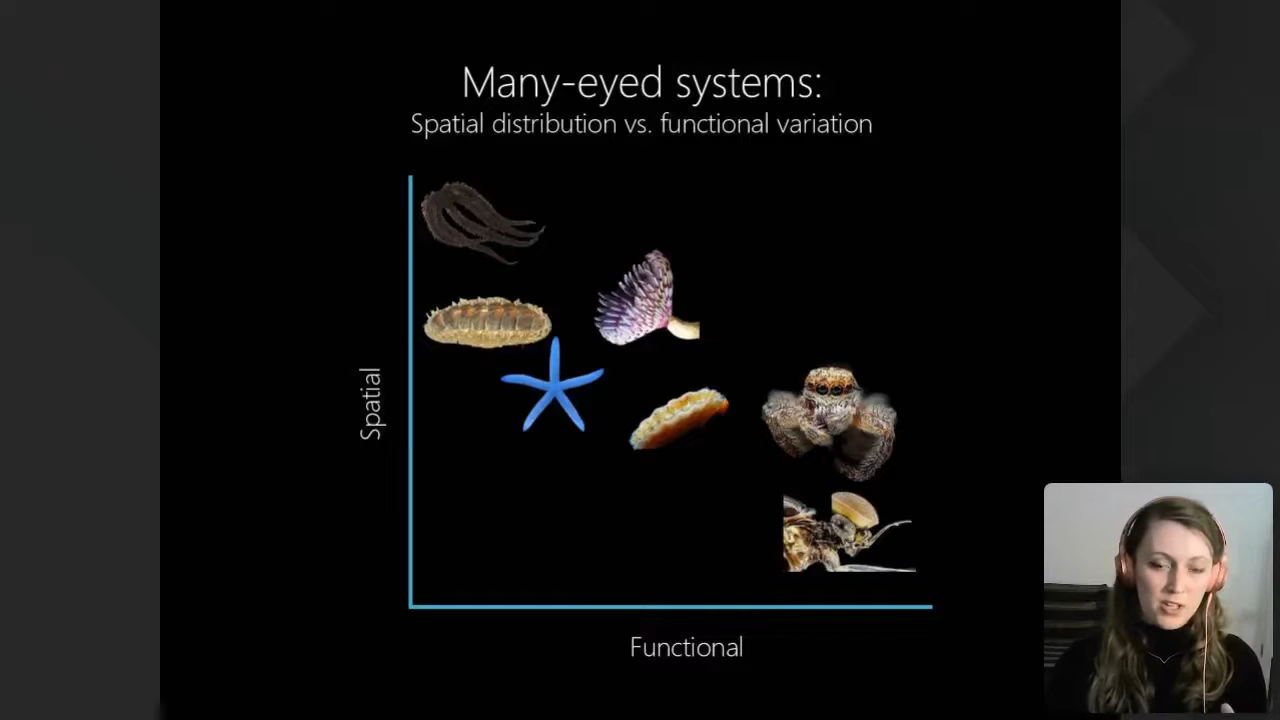 Many-eyed systems:
Spatial distribution vs. functional variation
Spatial
Functional